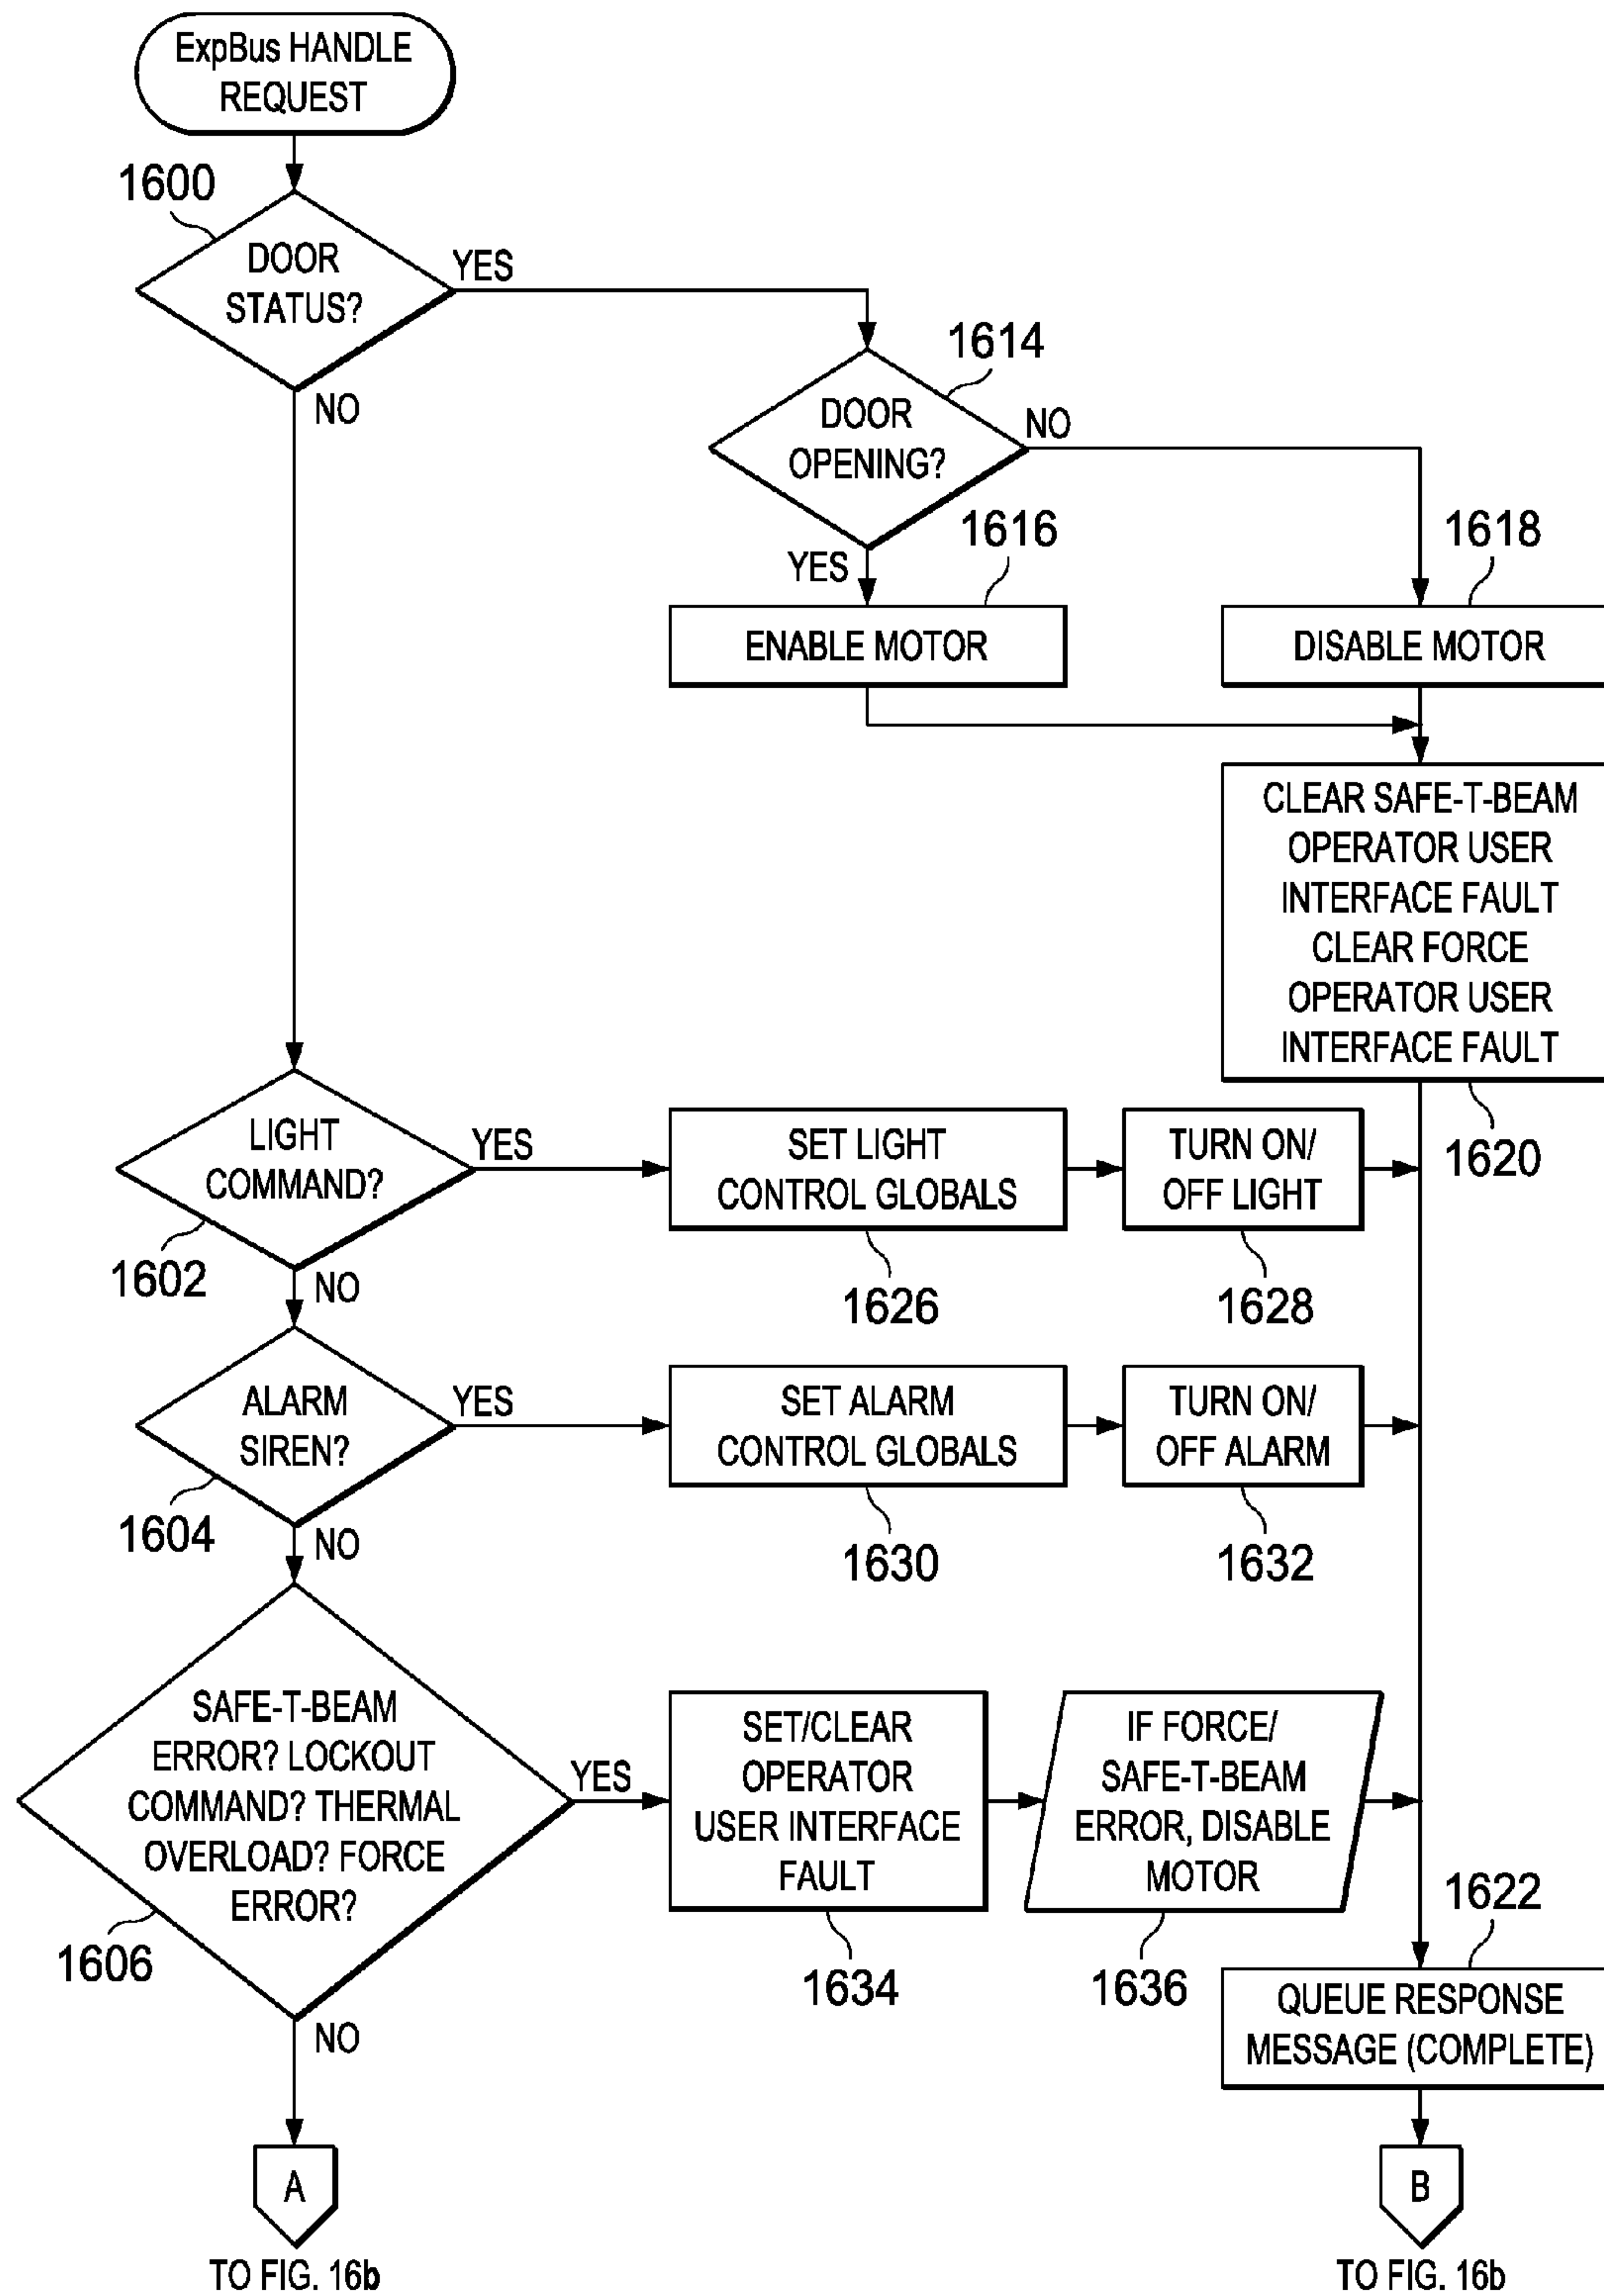 ExpBus HANDLE
REQUEST
1600
DOOR
STATUS?
YES
NO
1614
DOOR
OPENING?
NO
YES
1616
1618
ENABLE MOTOR
DISABLE MOTOR
CLEAR SAFE-T-BEAM
OPERATOR USER
INTERFACE FAULT
CLEAR FORCE
OPERATOR USER
INTERFACE FAULT
1620
LIGHT
COMMAND?
YES
1602
NO
SET LIGHT
CONTROL GLOBALS
1626
TURN ON/
OFF LIGHT
1628
ALARM
SIREN?
YES
1604
NO
SET ALARM
CONTROL GLOBALS
1630
TURN ON/
OFF ALARM
1632
SAFE-T-BEAM
ERROR? LOCKOUT
COMMAND? THERMAL
OVERLOAD? FORCE
ERROR?
YES
1606
NO
SET/CLEAR
OPERATOR
USER INTERFACE
FAULT
1634
IF FORCE/
SAFE-T-BEAM
ERROR, DISABLE
MOTOR
1636
1622
QUEUE RESPONSE
MESSAGE (COMPLETE)
A
TO FIG. 16b
B
TO FIG. 16b